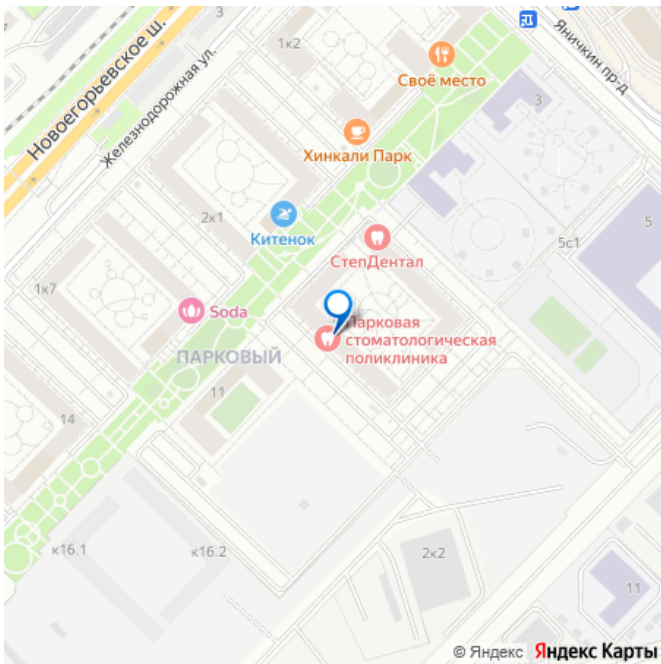 1к2
Яничкин пр-д
Своё место
Новоегорьевское ш.
Железнодорожная ул.
3
Хинкали Парк
2к1
Китенок
5
СтепДентал
5с1
1к7
Soda
Парковая
стоматологическая
поликлиника
ПАРКОВЫЙ
11
14
к16.1
к16.2
2к2
11
© Яндекс Яндекс Карты